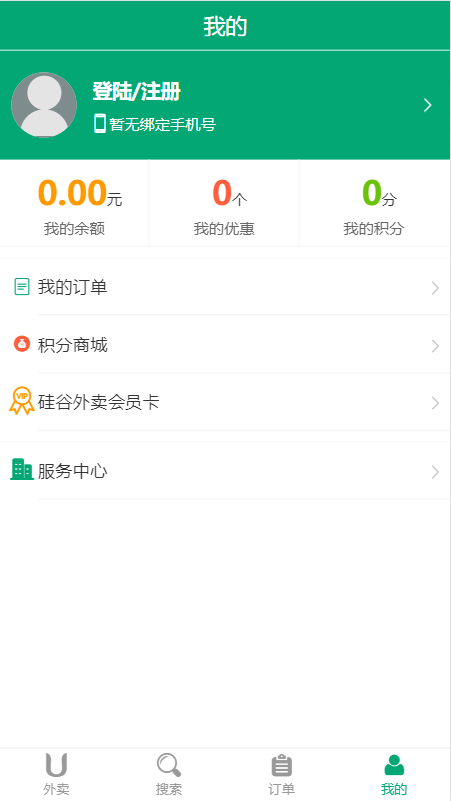 我的
登陆/注册
暂无绑定手机号
0.00元 0个 0分
我的余额 我的优惠 我的积分
我的订单
积分商城
VIP 硅谷外卖会员卡
服务中心
外卖 搜索 订单 我的